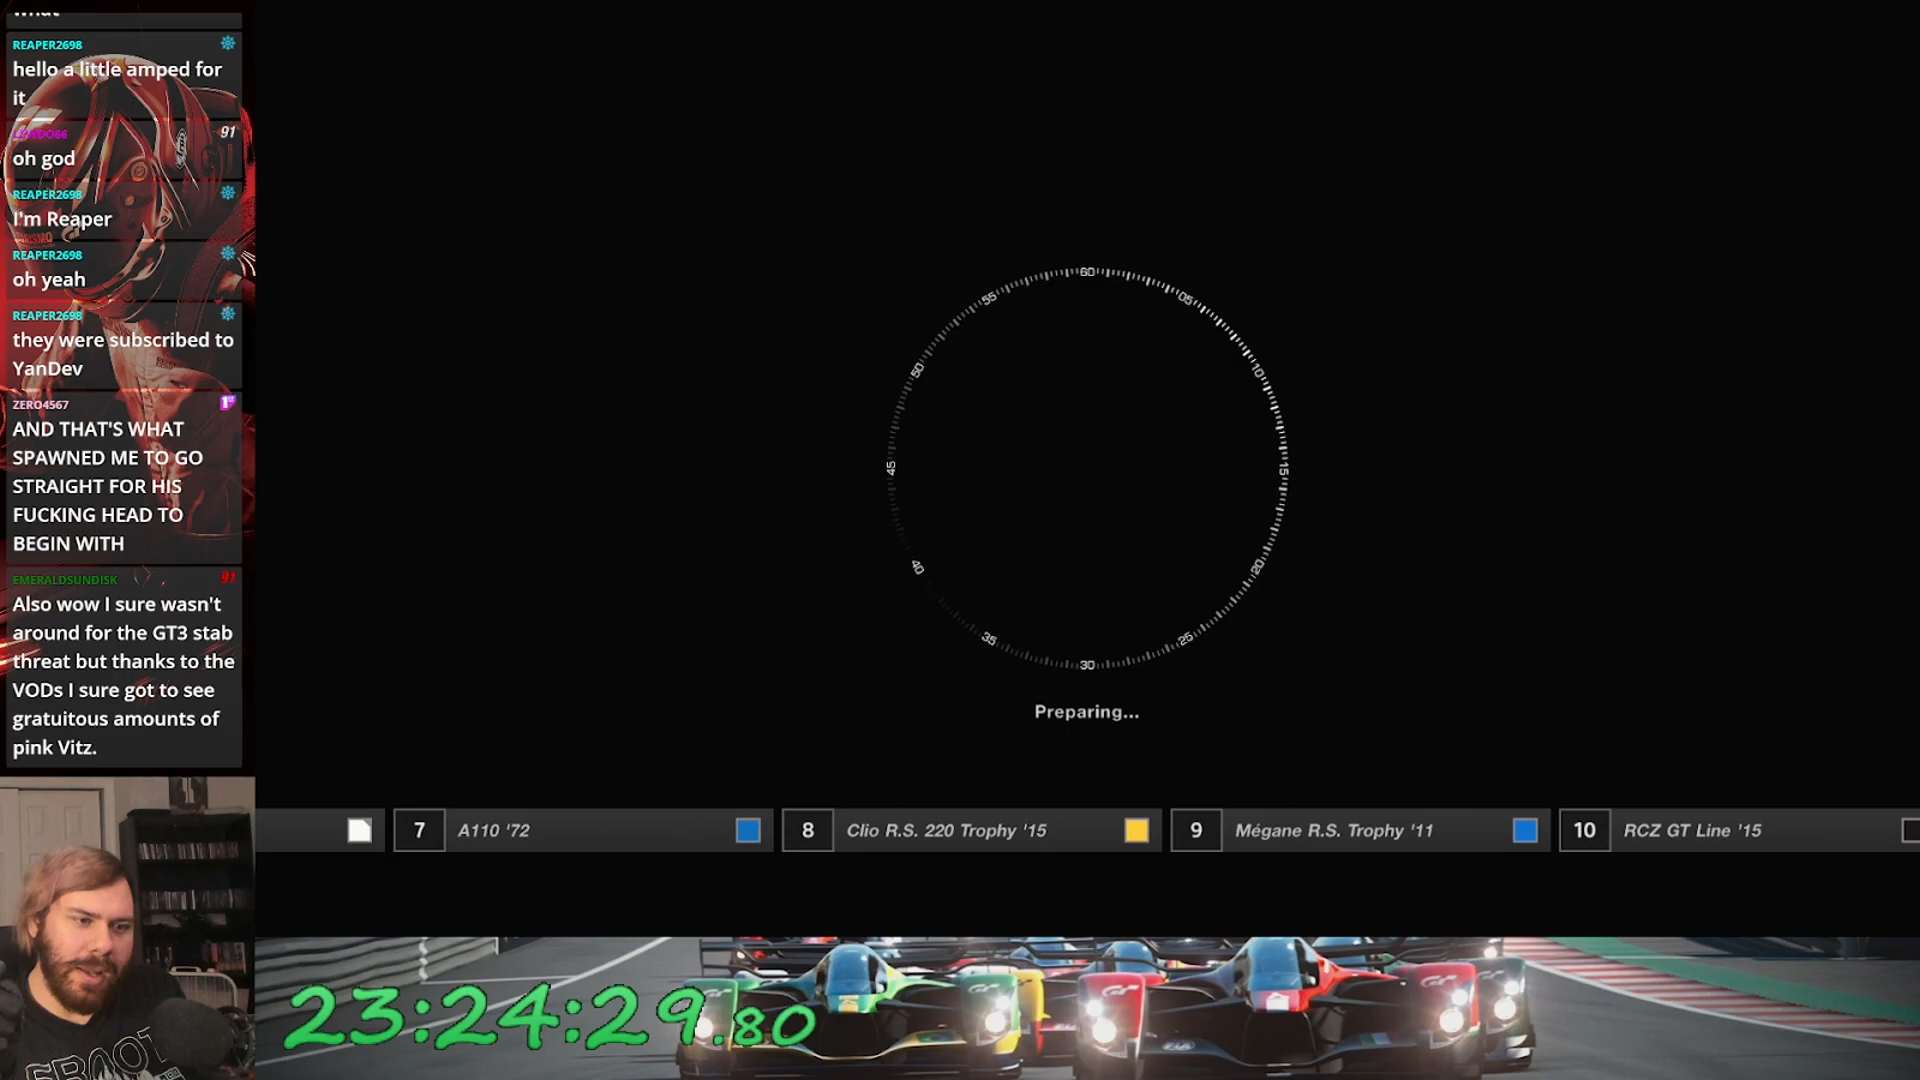 what
REAPER2698
hello a little amped for
it
LEWDO66
91
oh god
REAPER2698
I'm Reaper
REAPER2698
oh yeah
REAPER2698
they were subscribed to
YanDev
ZERO4567
AND THAT'S WHAT
SPAWNED ME TO GO
STRAIGHT FOR HIS
FUCKING HEAD TO
BEGIN WITH
EMERALDSUNDISK
91
Also wow I sure wasn't
around for the GT3 stab
threat but thanks to the
VODs I sure got to see
gratuitous amounts of
pink Vitz.
60
05
10
15
20
25
30
35
40
45
50
55
Preparing...
7 A110 '72
8 Clio R.S. 220 Trophy '15
9 Mégane R.S. Trophy '11
10 RCZ GT Line '15
23:24:29.80